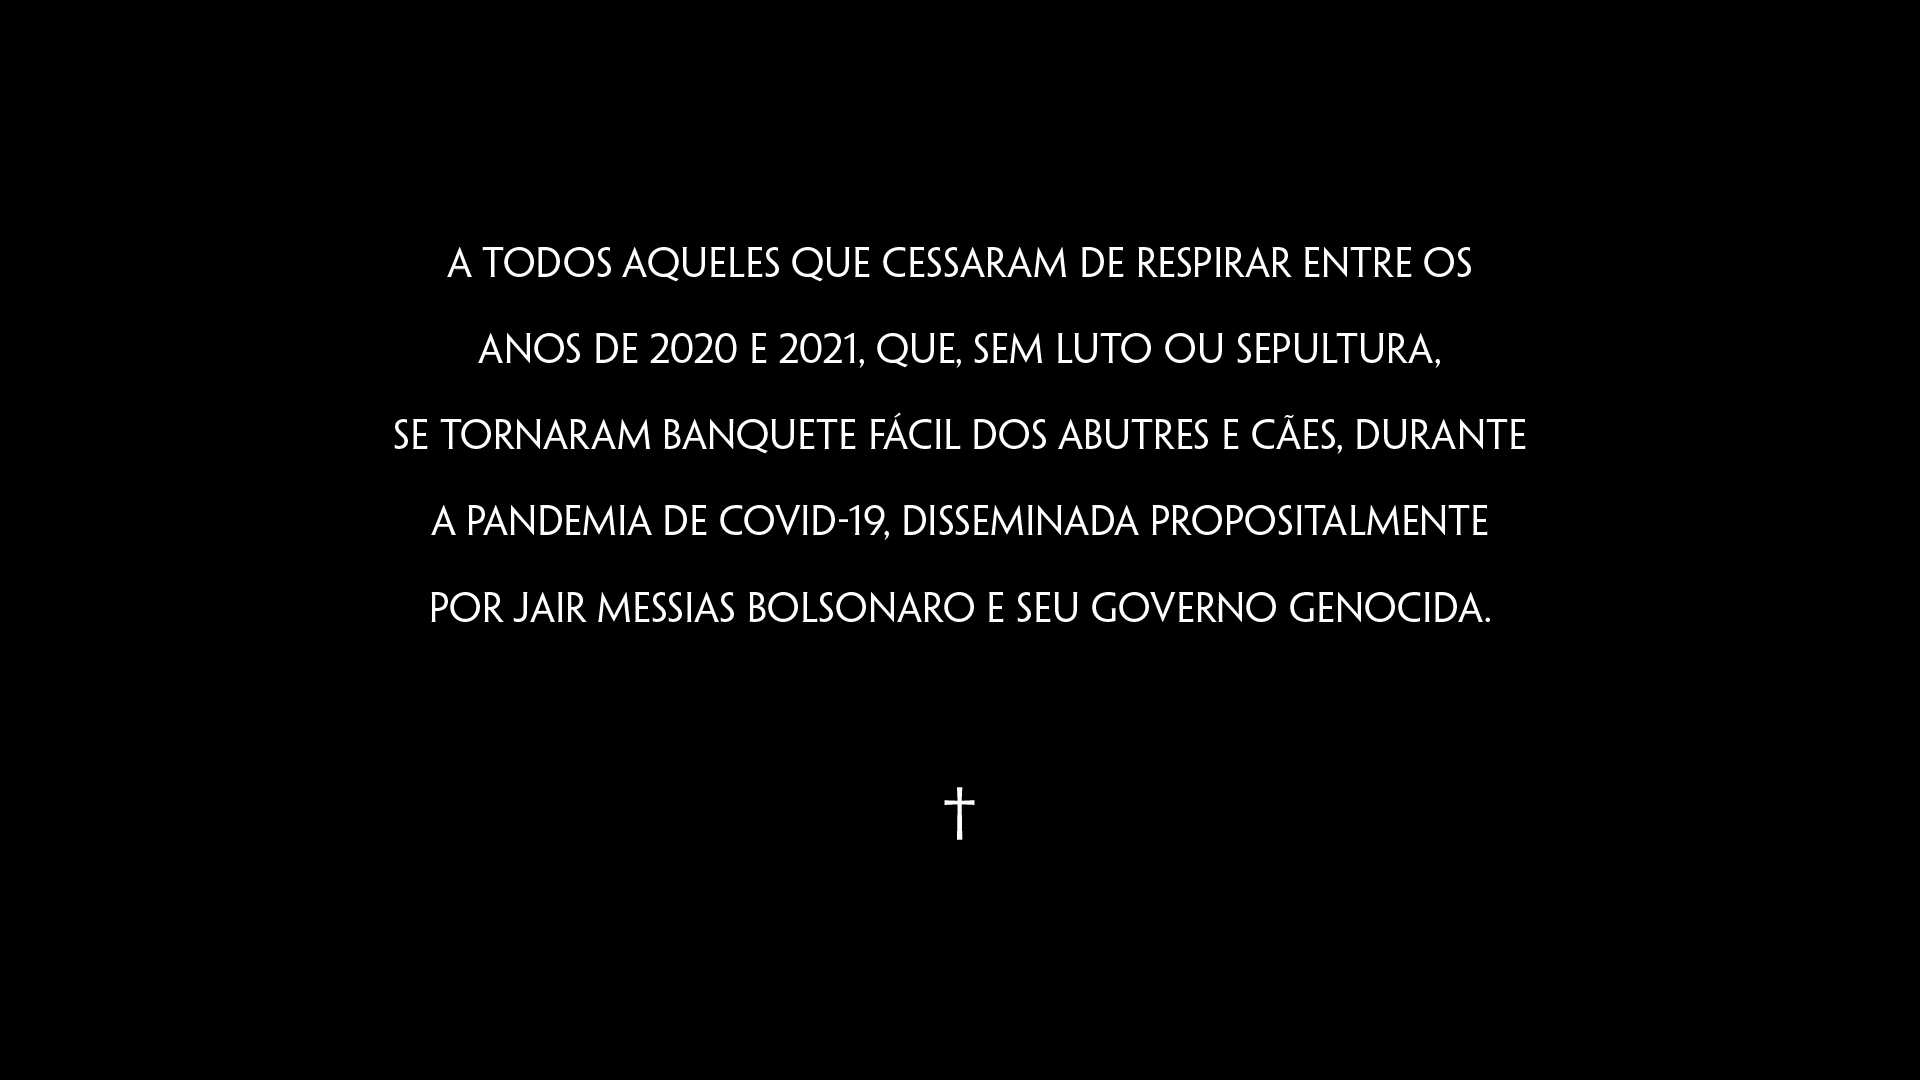 A TODOS AQUELES QUE CESSARAM DE RESPIRAR ENTRE OS
ANOS DE 2020 E 2021, QUE, SEM LUTO OU SEPULTURA,
SE TORNARAM BANQUETE FÁCIL DOS ABUTRES E CÃES, DURANTE
A PANDEMIA DE COVID-19, DISSEMINADA PROPOSITALMENTE
POR JAIR MESSIAS BOLSONARO E SEU GOVERNO GENOCIDA.
†